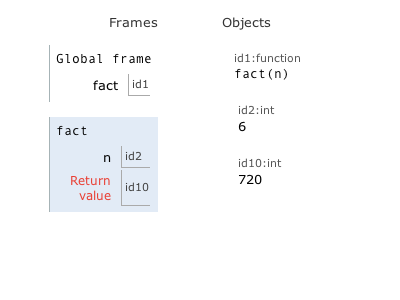 Frames Objects
Global frame
fact id1
id1:function
fact(n)
id2:int
6
fact
n id2
Return value id10
id10:int
720